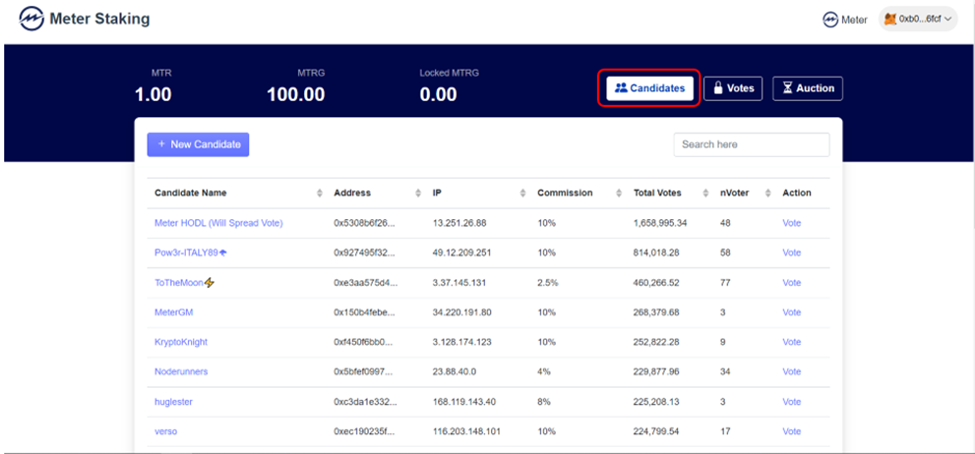 Meter Staking
Meter 0xb0...6fcf
MTR MTRG Locked MTRG
1.00 100.00 0.00 Candidates Votes Auction
+ New Candidate Search here
Candidate Name Address IP Commission Total Votes nVoter Action
Meter HODL (Will Spread Vote) 0x5308b6f26... 13.251.26.88 10% 1,658,995.34 48 Vote
Pow3r-ITALY89 0x927495f32... 49.12.209.251 10% 814,018.28 58 Vote
ToTheMoon⚡ 0xe3aa575d4... 3.37.145.131 2.5% 460,266.52 77 Vote
MeterGM 0x150b4febe... 34.220.191.80 10% 268,379.68 3 Vote
KryptoKnight 0xf450f6bb0... 3.128.174.123 10% 252,822.28 9 Vote
Noderunners 0x5bfef0997... 23.88.40.0 4% 229,877.96 34 Vote
huglester 0xc3da1e332... 168.119.143.40 8% 225,208.13 3 Vote
verso 0xec190235f... 116.203.148.101 10% 224,799.54 17 Vote